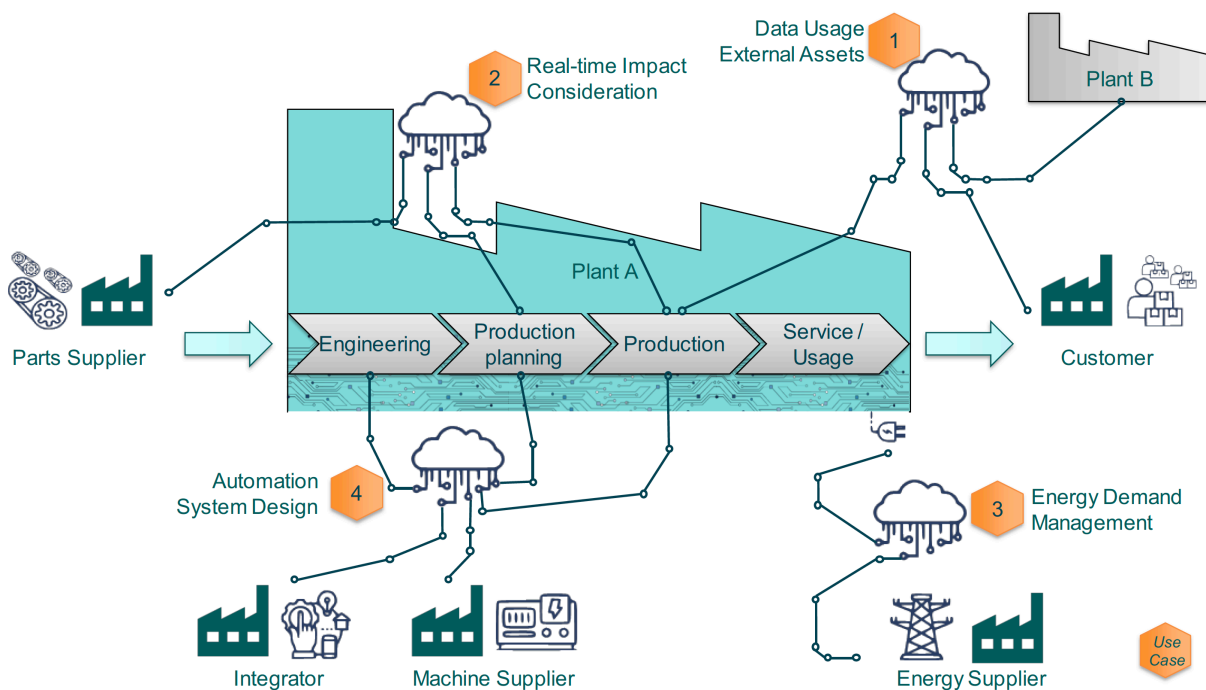 Data Usage
External Assets
1
Plant B
2
Real-time Impact
Consideration
Plant A
Parts Supplier
Engineering
Production
planning
Production
Service /
Usage
Customer
Automation
System Design
4
3
Energy Demand
Management
Integrator
Machine Supplier
Energy Supplier
Use
Case